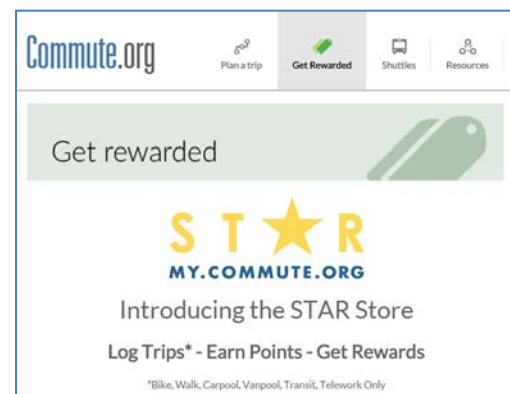 Commute.org
Plan a trip
Get Rewarded
Shuttles
Resources
Get rewarded
ST★R
MY.COMMUTE.ORG
Introducing the STAR Store
Log Trips* - Earn Points - Get Rewards
*Bike, Walk, Carpool, Vanpool, Transit, Telework Only